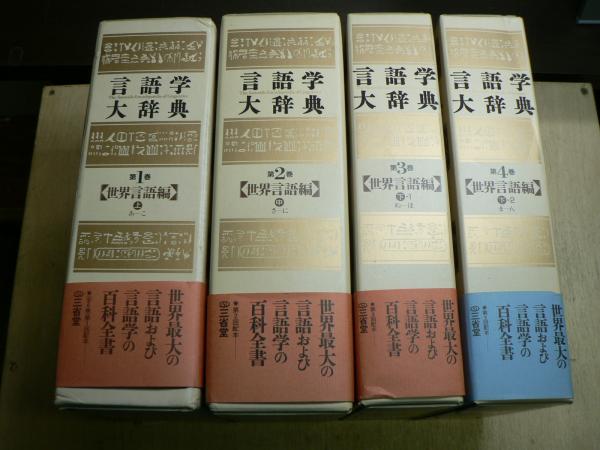 言語学
大辞典
第1巻
【世界言語編】
上
あ-こ
世界最大の
言語および
言語学の
百科全書
三省堂
言語学
大辞典
第2巻
【世界言語編】
中
さ-に
世界最大の
言語および
言語学の
百科全書
三省堂
言語学
大辞典
第3巻
【世界言語編】
下-1
ぬ-ほ
世界最大の
言語および
言語学の
百科全書
三省堂
言語学
大辞典
第4巻
【世界言語編】
下-2
ま-ん
世界最大の
言語および
言語学の
百科全書
三省堂